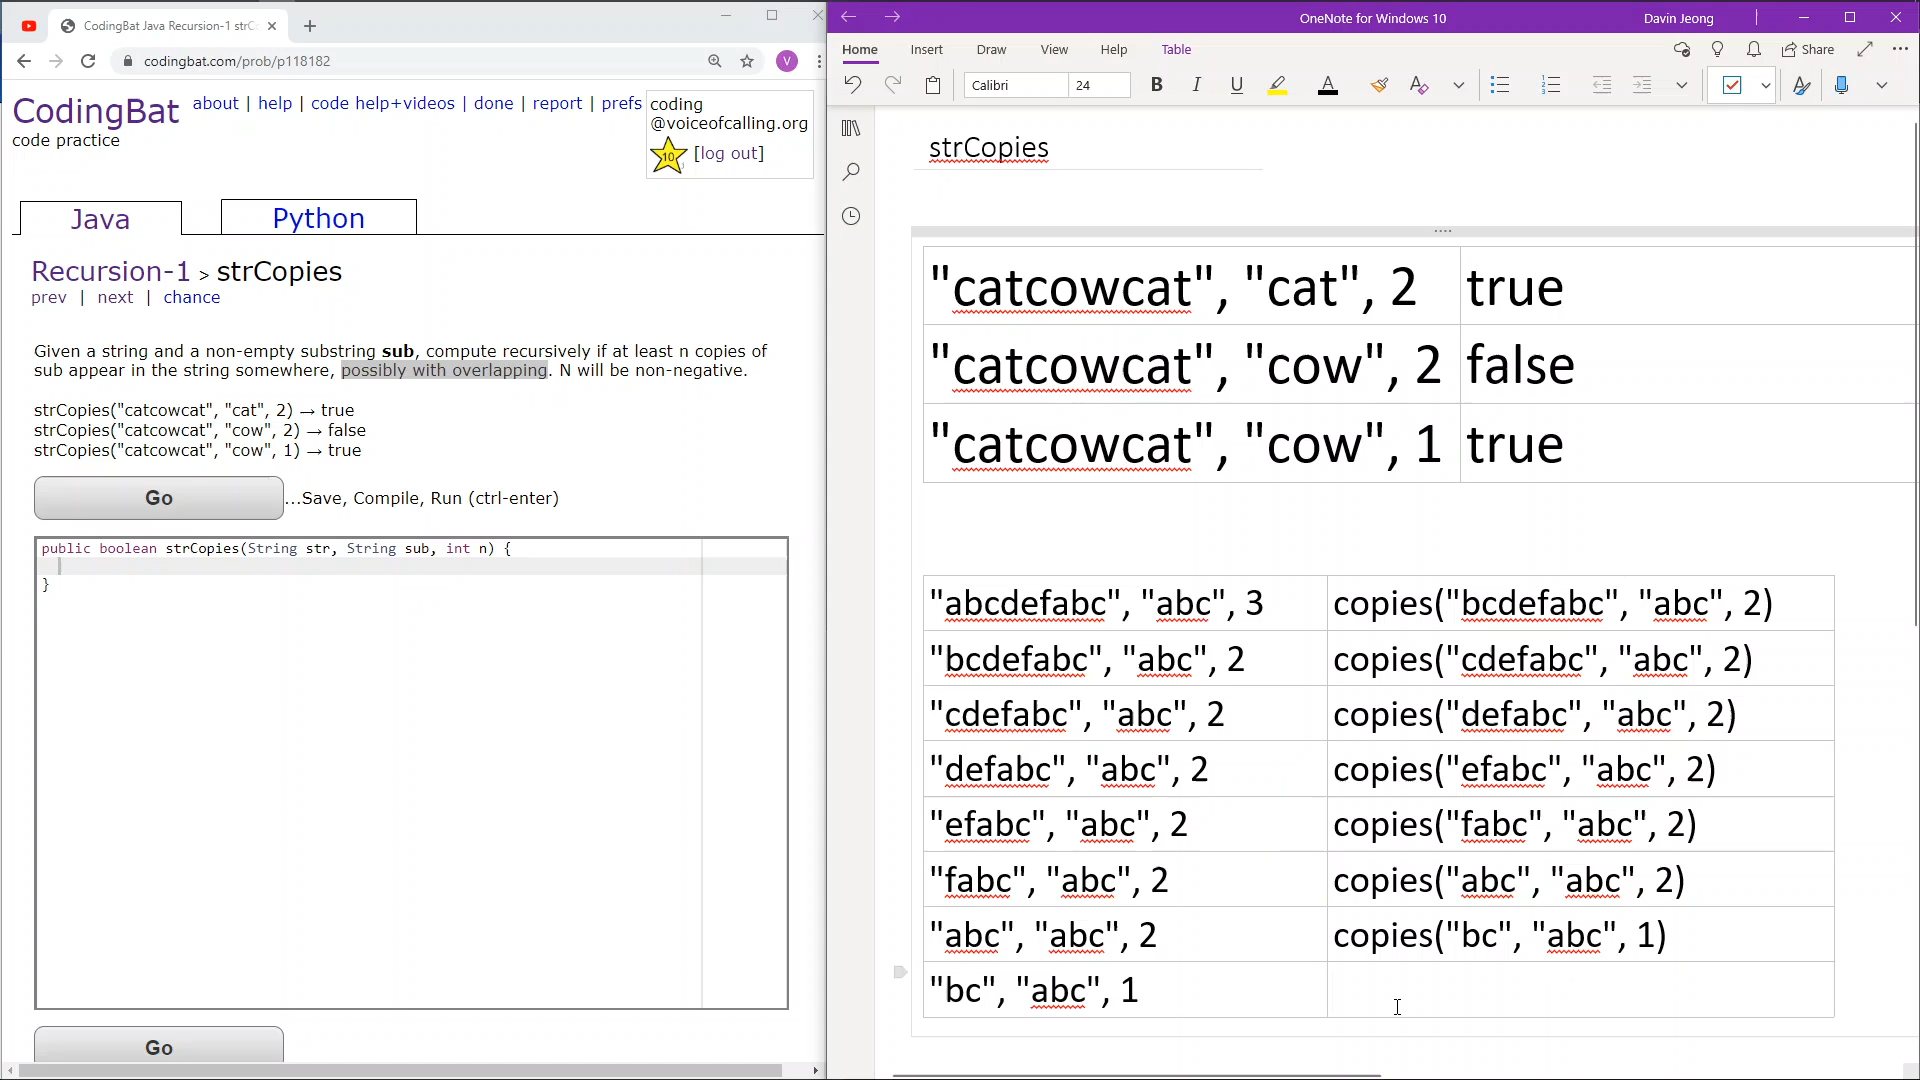 CodingBat Java Recursion-1 strC
codingbat.com/prob/p118182
V
CodingBat
code practice
about | help | code help+videos | done | report | prefs
coding
@voiceofcalling.org
10
[log out]
Java
Python
Recursion-1 > strCopies
prev | next | chance
Given a string and a non-empty substring sub, compute recursively if at least n copies of
sub appear in the string somewhere, possibly with overlapping. N will be non-negative.
strCopies("catcowcat", "cat", 2) → true
strCopies("catcowcat", "cow", 2) → false
strCopies("catcowcat", "cow", 1) → true
Go
...Save, Compile, Run (ctrl-enter)
public boolean strCopies(String str, String sub, int n) {
}
Go
OneNote for Windows 10
Davin Jeong
Home
Insert
Draw
View
Help
Table
Share
Calibri
24
B
I
U
A
strCopies
"catcowcat", "cat", 2
true
"catcowcat", "cow", 2
false
"catcowcat", "cow", 1
true
"abcdefabc", "abc", 3
copies("bcdefabc", "abc", 2)
"bcdefabc", "abc", 2
copies("cdefabc", "abc", 2)
"cdefabc", "abc", 2
copies("defabc", "abc", 2)
"defabc", "abc", 2
copies("efabc", "abc", 2)
"efabc", "abc", 2
copies("fabc", "abc", 2)
"fabc", "abc", 2
copies("abc", "abc", 2)
"abc", "abc", 2
copies("bc", "abc", 1)
"bc", "abc", 1